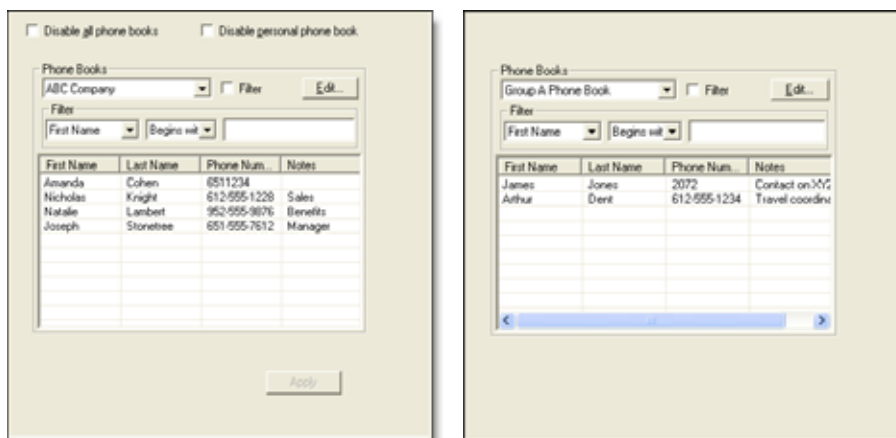 Disable all phone books Disable personal phone book
Phone Books
ABC Company Filter Edit...
Filter
First Name Begins wit
First Name Last Name Phone Num... Notes
Amanda Cohen 6511234
Nicholas Knight 612-555-1228 Sales
Natalie Lambert 952-555-9876 Benefits
Joseph Stonetree 651-555-7612 Manager
Apply
Phone Books
Group A Phone Book Filter Edit...
Filter
First Name Begins wit
First Name Last Name Phone Num... Notes
James Jones 2072 Contact on XYZ
Arthur Dent 612-555-1234 Travel coordina